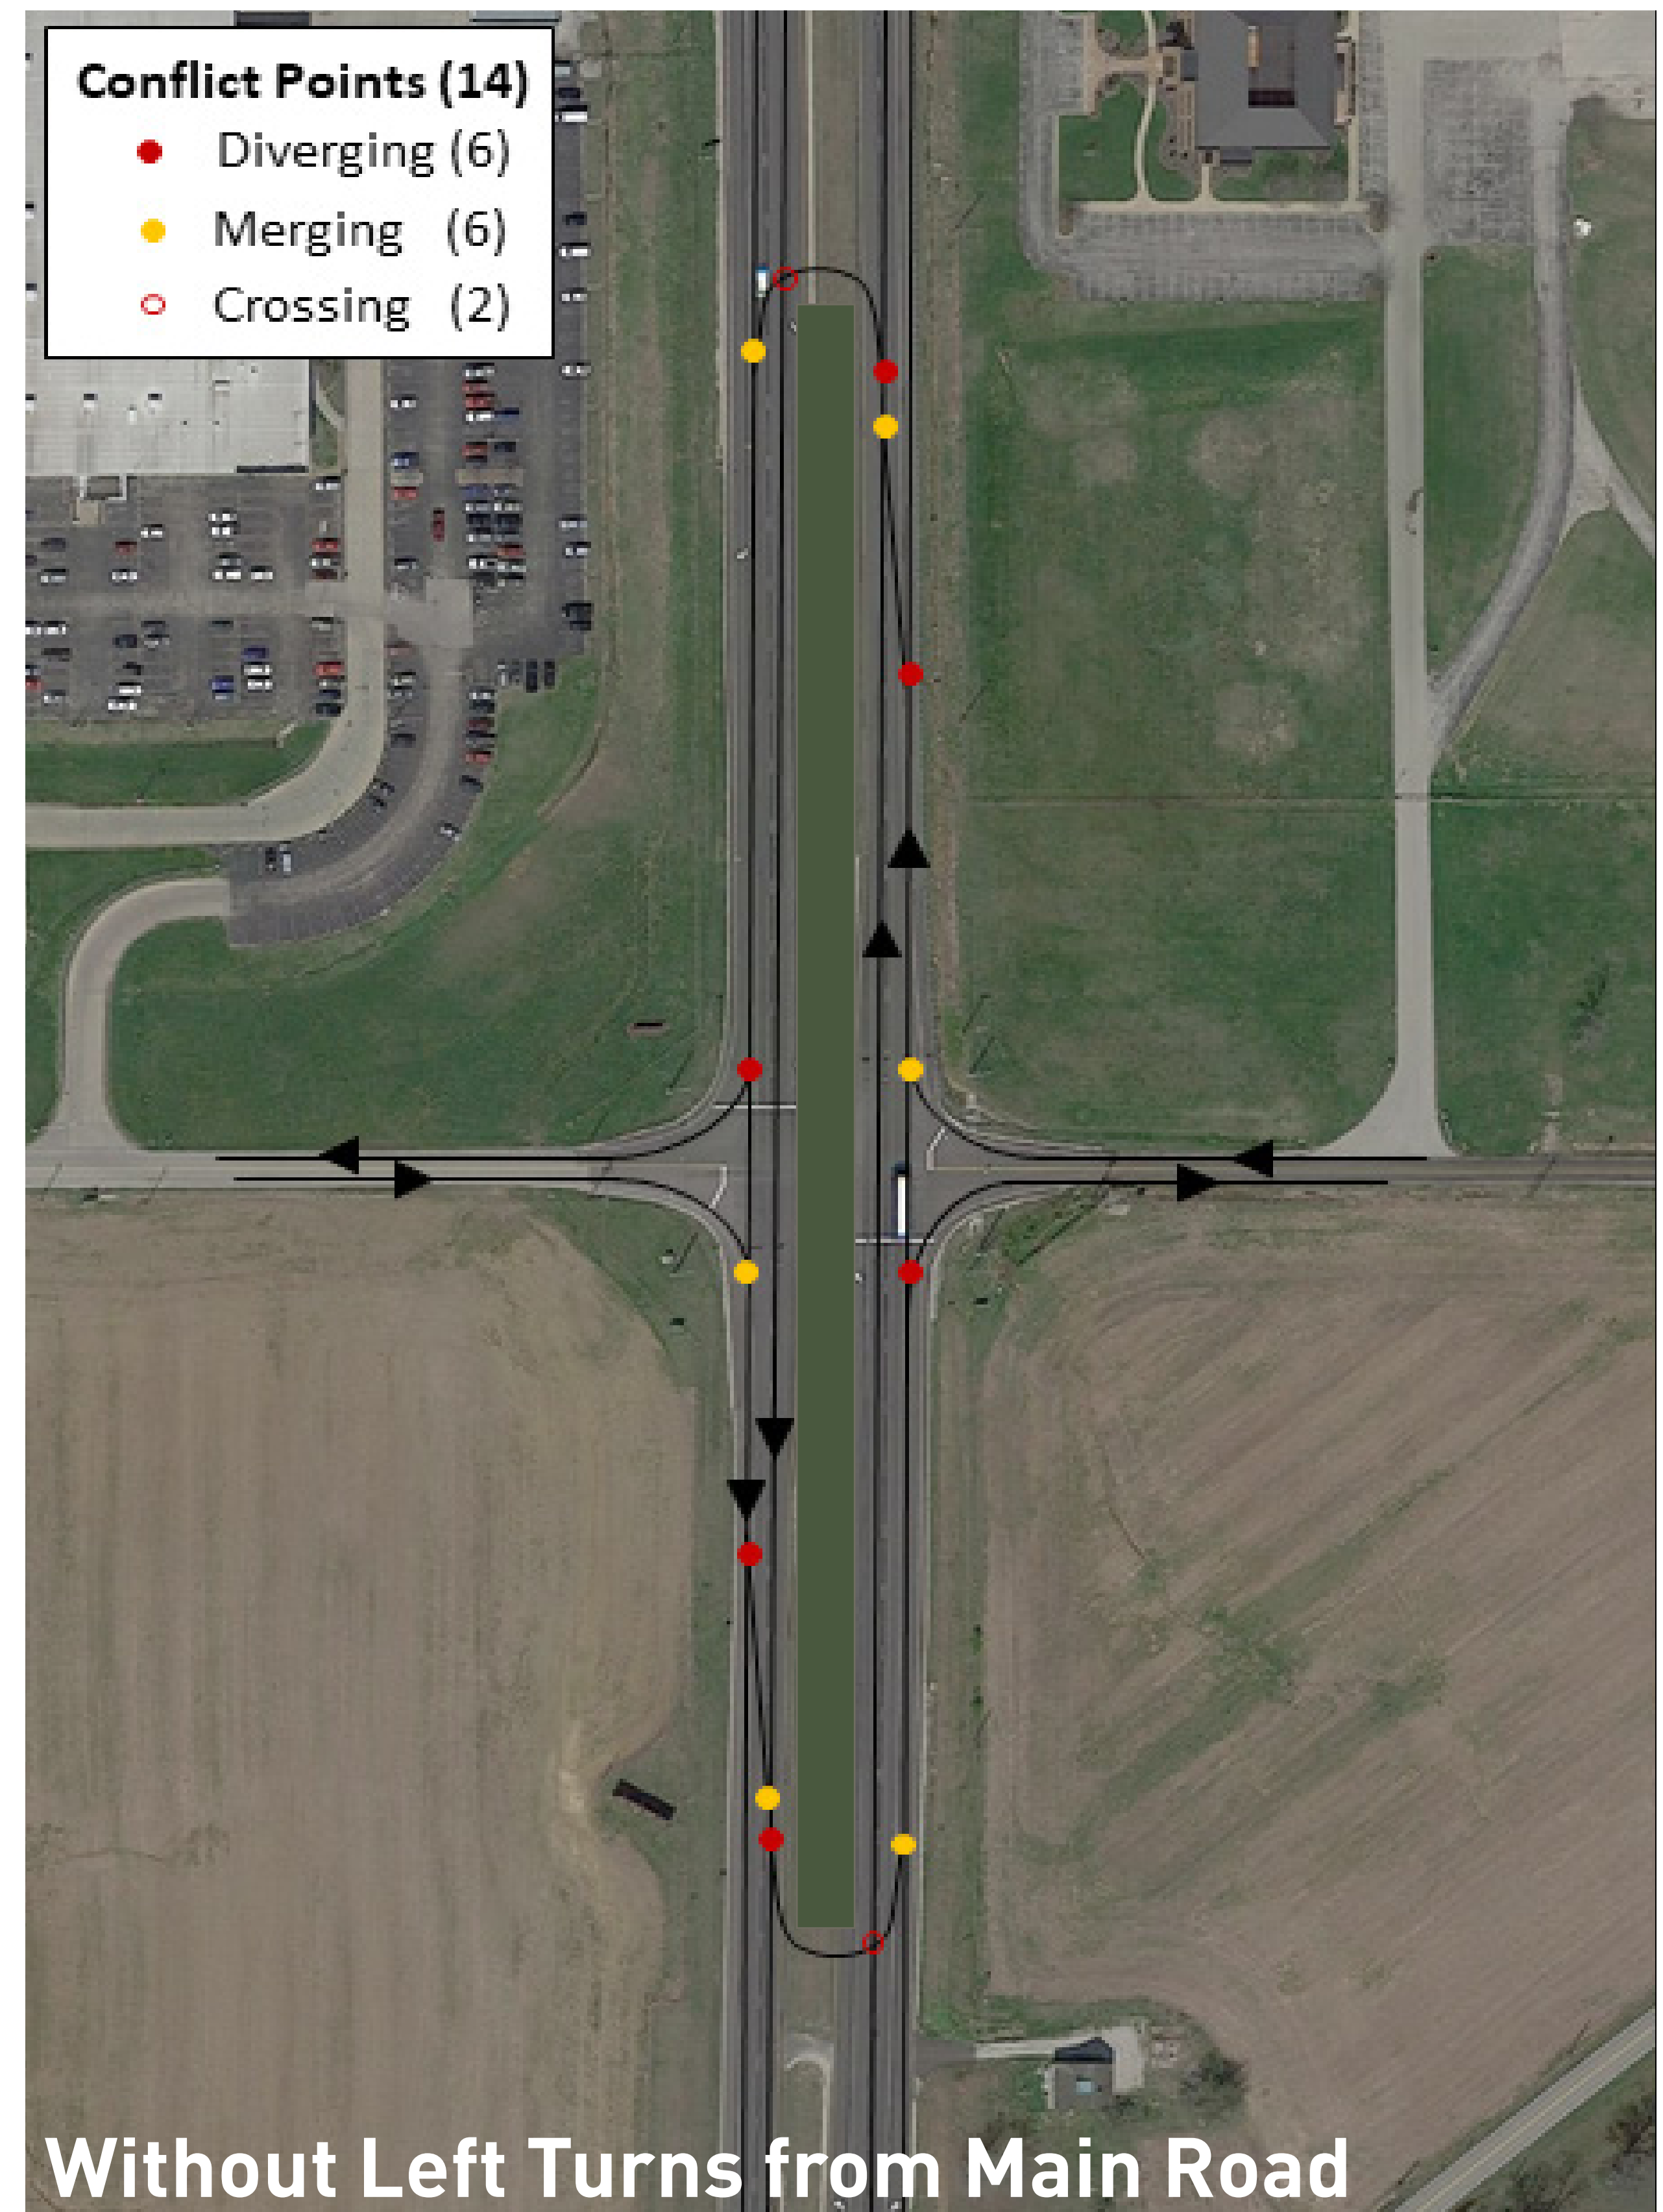 Conflict Points (14)
Diverging (6)
Merging (6)
Crossing (2)
Without Left Turns from Main Road